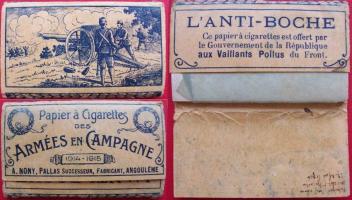 L'ANTI-BOCHE
Ce papier à cigarettes est offert par
le Gouvernement de la République
aux Vaillants Poilus du Front.
Papier à Cigarettes
DES
ARMÉES EN CAMPAGNE
1914-1915
A. NONY, PALLAS SUCCESSEUR, FABRICANT, ANGOULÊME